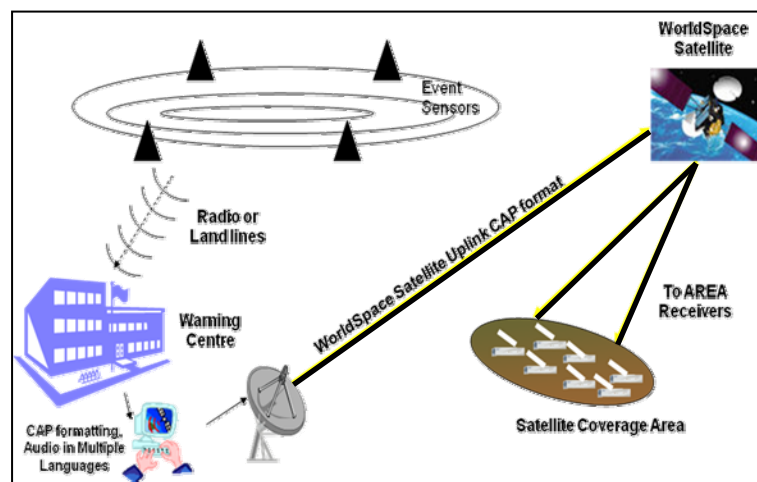 WorldSpace
Satellite
Event
Sensors
Radio or
Landlines
WorldSpace Satellite Uplink CAP format
To AREA
Receivers
Warning
Centre
CAP formatting,
Audio in Multiple
Languages
Satellite Coverage Area